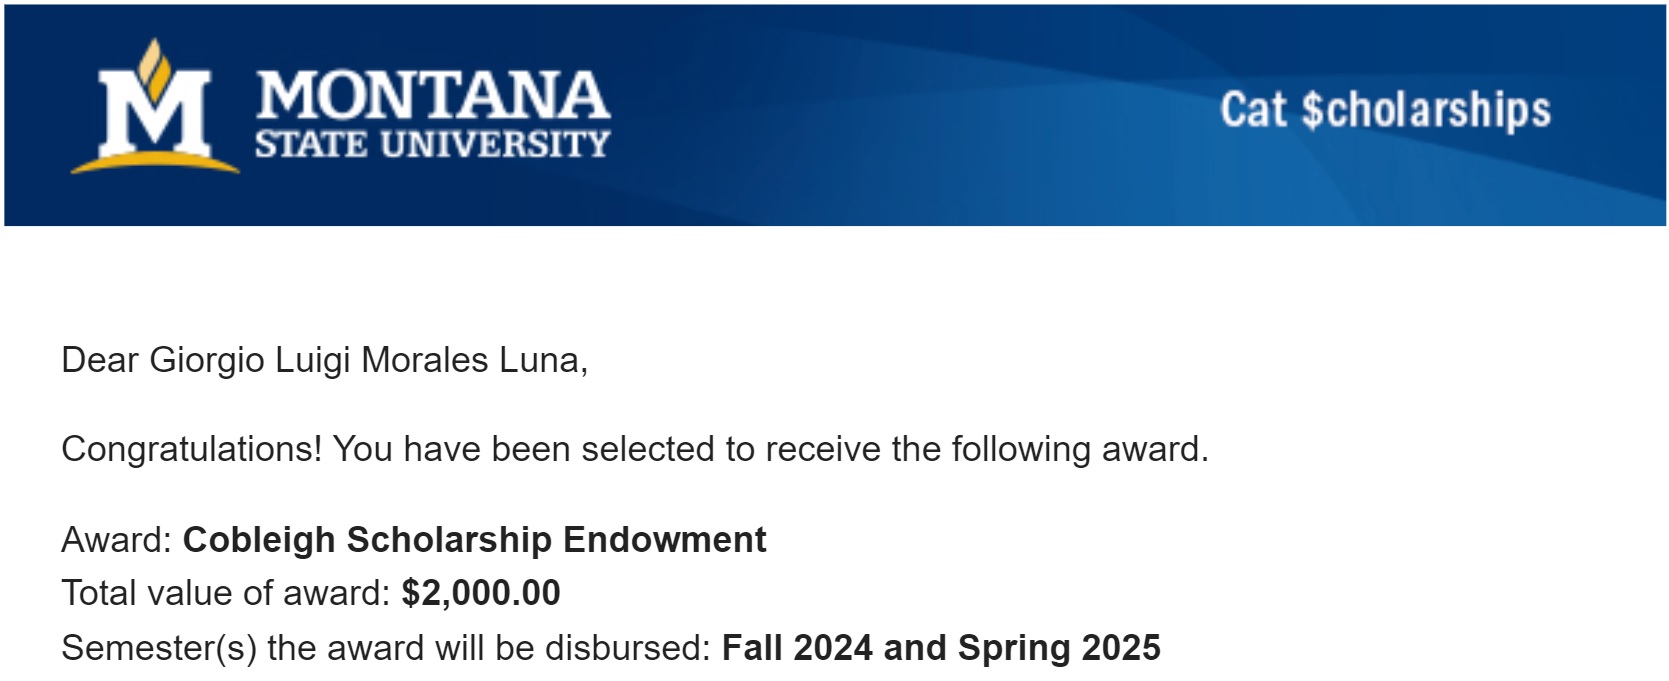 MONTANA
STATE UNIVERSITY
Cat $cholarships
Dear Giorgio Luigi Morales Luna,
Congratulations! You have been selected to receive the following award.
Award: Cobleigh Scholarship Endowment
Total value of award: $2,000.00
Semester(s) the award will be disbursed: Fall 2024 and Spring 2025